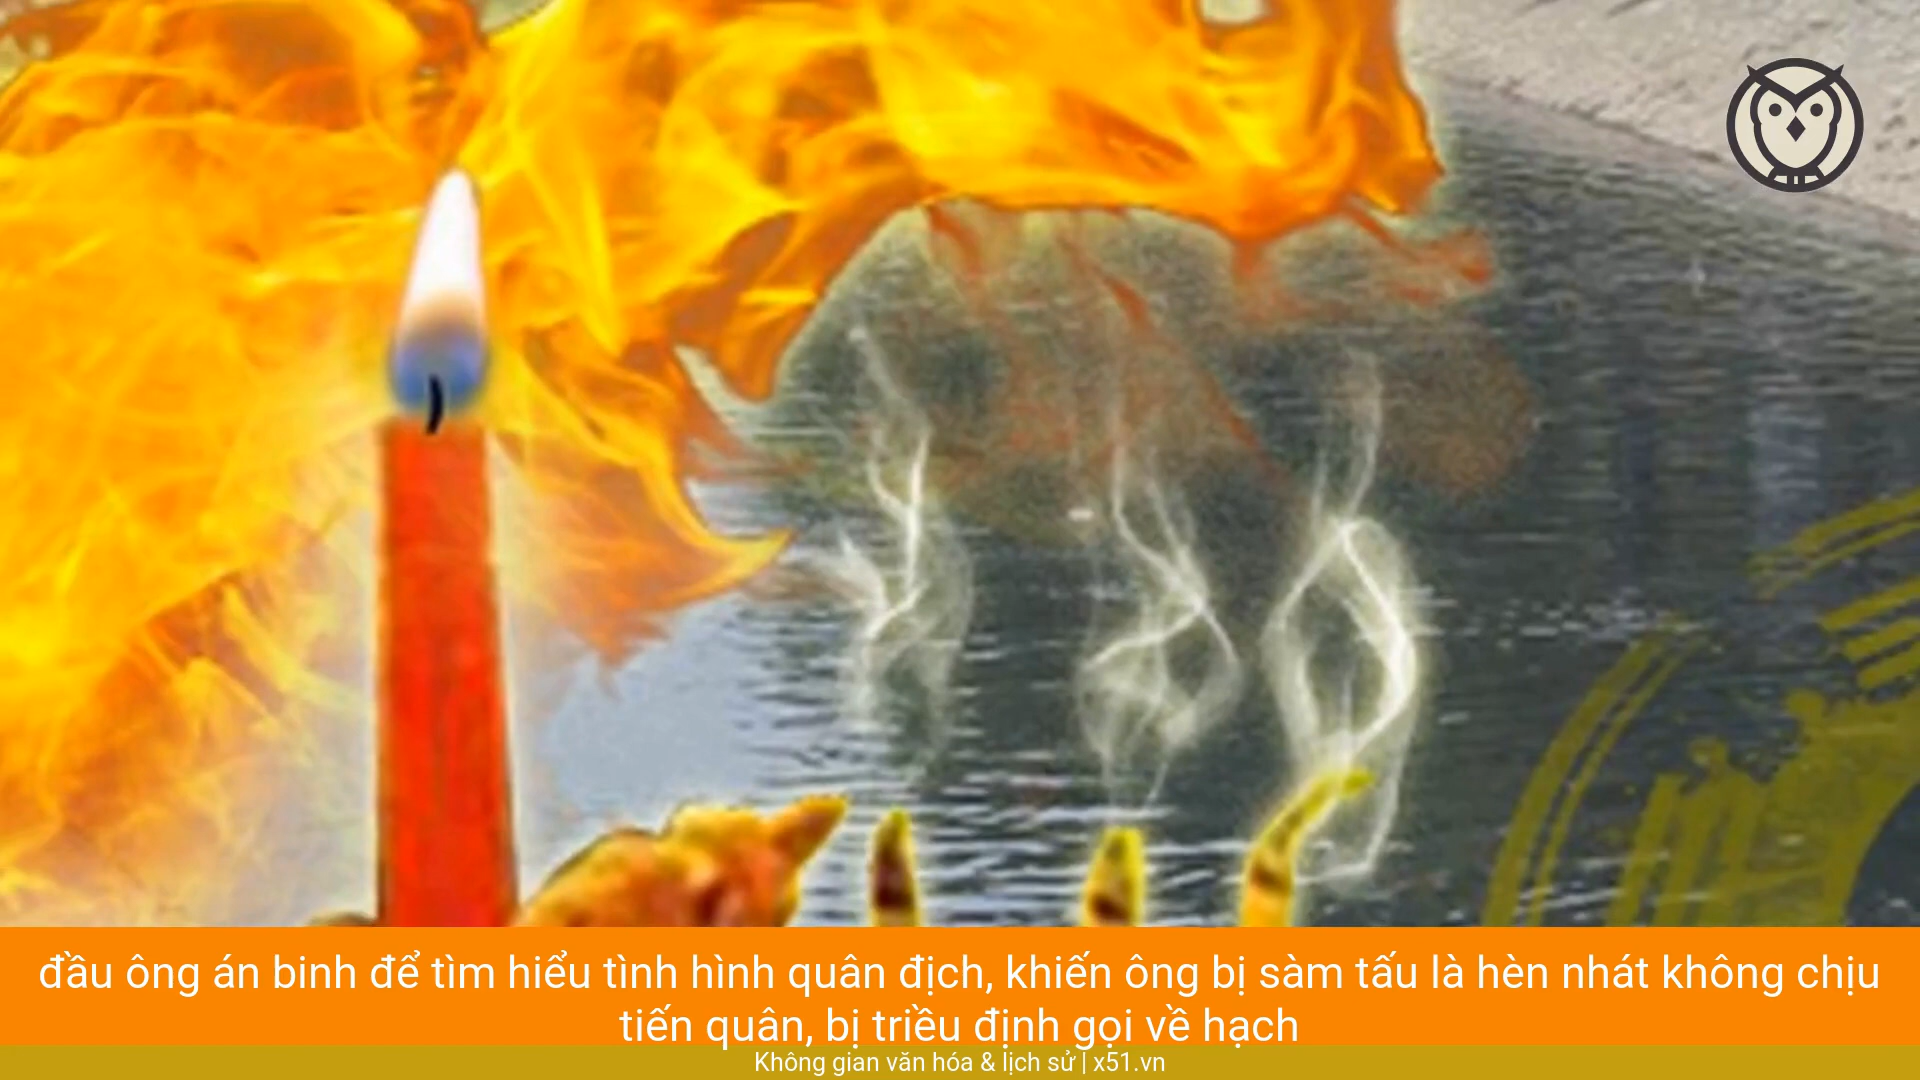 đầu ông án binh để tìm hiểu tình hình quân địch, khiến ông bị sàm tấu là hèn nhát không chịu
tiến quân, bị triều định gọi về hạch
Không gian văn hóa & lịch sử | x51.vn